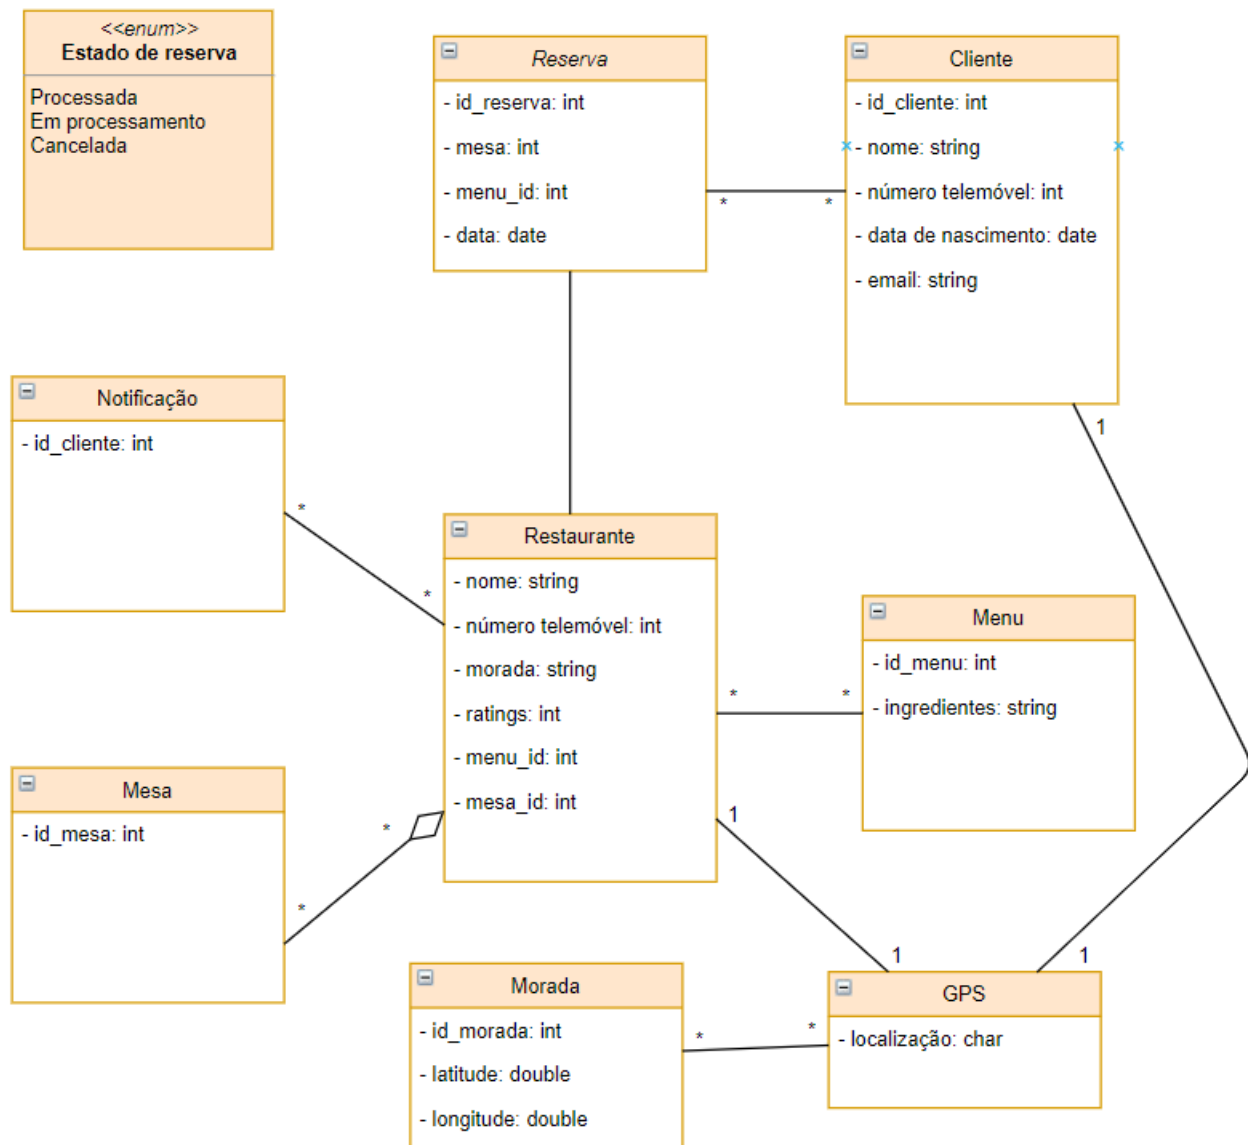 <<enum>>
Estado de reserva
Processada
Em processamento
Cancelada
Reserva
- id_reserva: int
- mesa: int
- menu_id: int
- data: date
* *
Cliente
- id_cliente: int
- nome: string
- número telemóvel: int
- data de nascimento: date
- email: string
1
Notificação
- id_cliente: int
*
*
Restaurante
- nome: string
- número telemóvel: int
- morada: string
- ratings: int
- menu_id: int
- mesa_id: int
* *
Menu
- id_menu: int
- ingredientes: string
Mesa
- id_mesa: int
*
*
1
1
1
Morada
- id_morada: int
- latitude: double
- longitude: double
* *
GPS
- localização: char